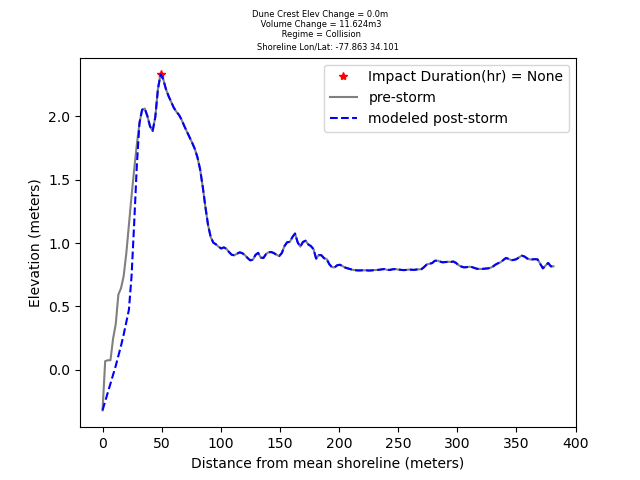 Dune Crest Elev Change = 0.0m
Volume Change = 11.624m3
Regime = Collision
Shoreline Lon/Lat: -77.863 34.101
Impact Duration(hr) = None
pre-storm
modeled post-storm
Elevation (meters)
2.0
1.5
1.0
0.5
0.0
0 50 100 150 200 250 300 350 400
Distance from mean shoreline (meters)